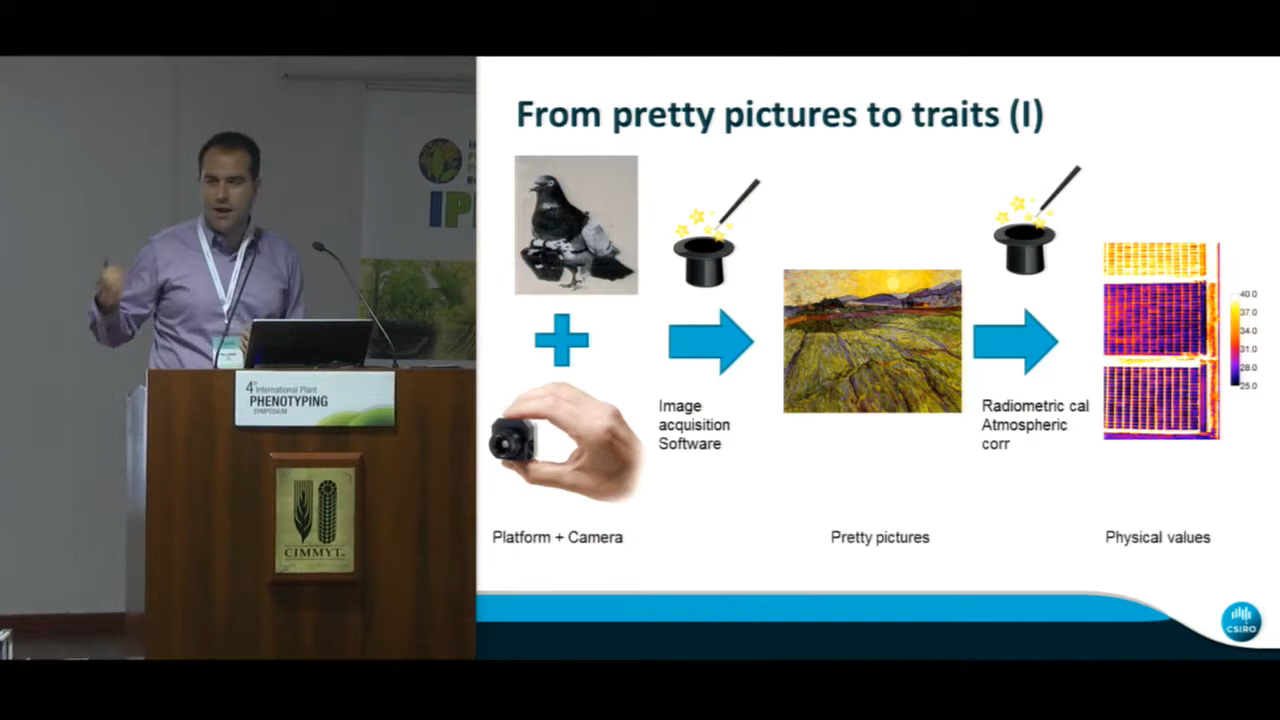 From pretty pictures to traits (I)
IP
4th International Plant
PHENOTYPING
SYMPOSIUM
CIMMYT
Image
acquisition
Software
Radiometric cal
Atmospheric
corr
40.0
37.0
34.0
31.0
28.0
25.0
Platform + Camera
Pretty pictures
Physical values
CSIRO